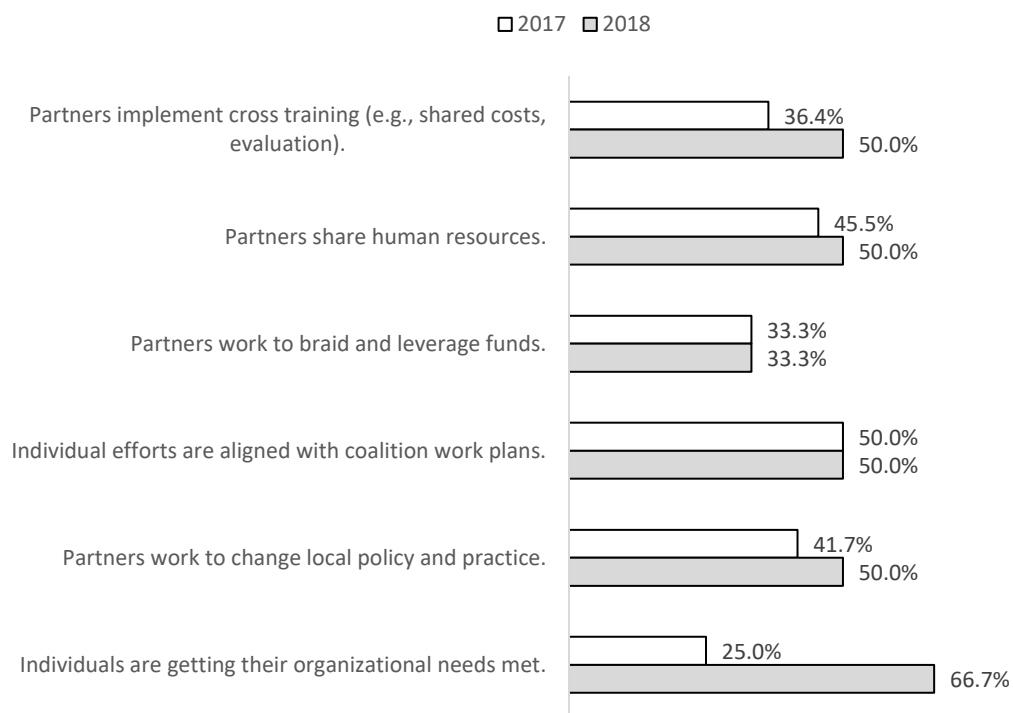 2017 2018
Partners implement cross training (e.g., shared costs,
evaluation).
36.4%
50.0%
Partners share human resources.
45.5%
50.0%
Partners work to braid and leverage funds.
33.3%
33.3%
Individual efforts are aligned with coalition work plans.
50.0%
50.0%
Partners work to change local policy and practice.
41.7%
50.0%
Individuals are getting their organizational needs met.
25.0%
66.7%